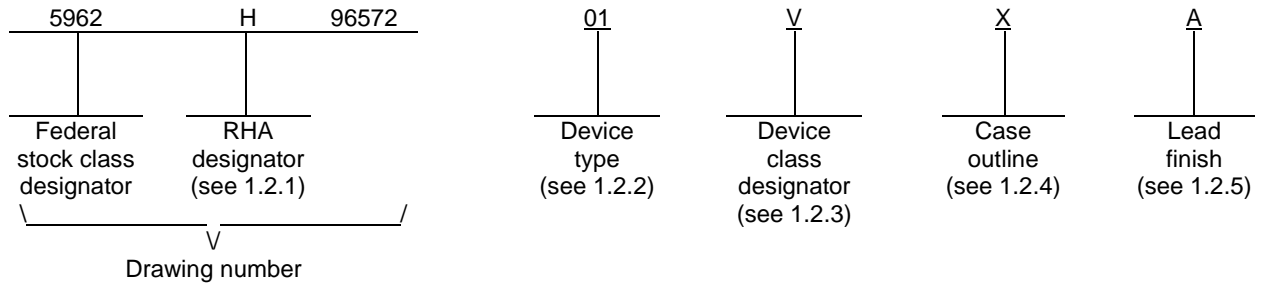 5962 H 96572 01 V X A
Federal RHA Device Device Case Lead
stock class designator type class outline finish
designator (see 1.2.1) (see 1.2.2) designator (see 1.2.4) (see 1.2.5)
(see 1.2.3)
Drawing number